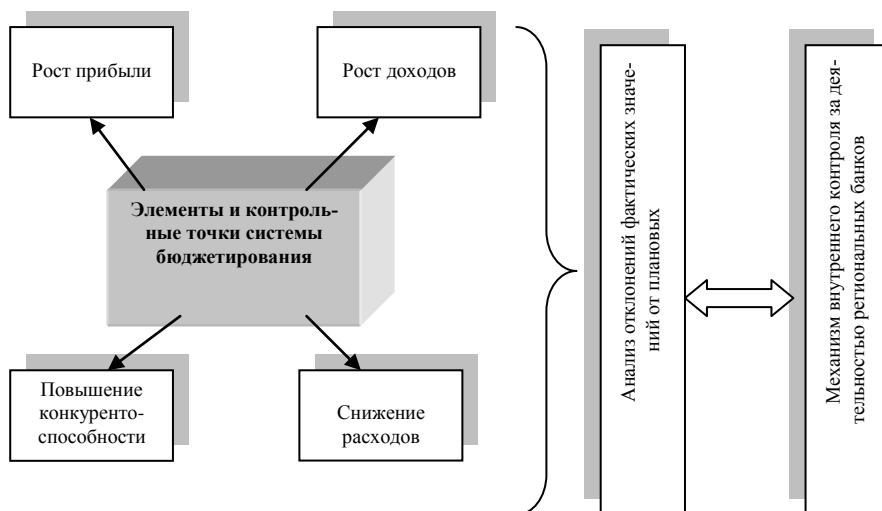 Рост прибыли
Рост доходов
Элементы и контроль-
ные точки системы
бюджетирования
Повышение
конкуренто-
способности
Снижение
расходов
Анализ отклонений фактических значе-
ний от плановых
Механизм внутреннего контроля за дея-
тельностью региональных банков